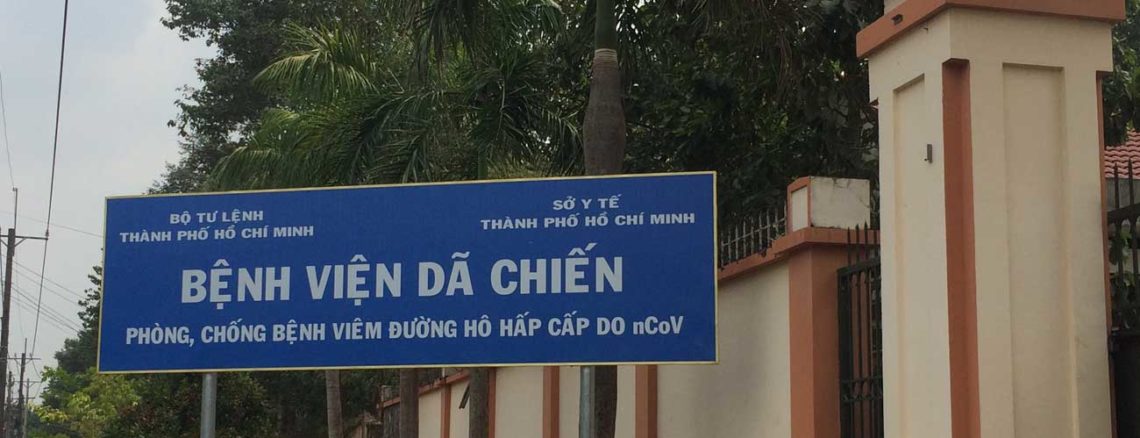 BỘ TƯ LỆNH
THÀNH PHỐ HỒ CHÍ MINH
SỞ Y TẾ
THÀNH PHỐ HỒ CHÍ MINH
BỆNH VIỆN DÃ CHIẾN
PHÒNG, CHỐNG BỆNH VIÊM ĐƯỜNG HÔ HẤP CẤP DO nCoV